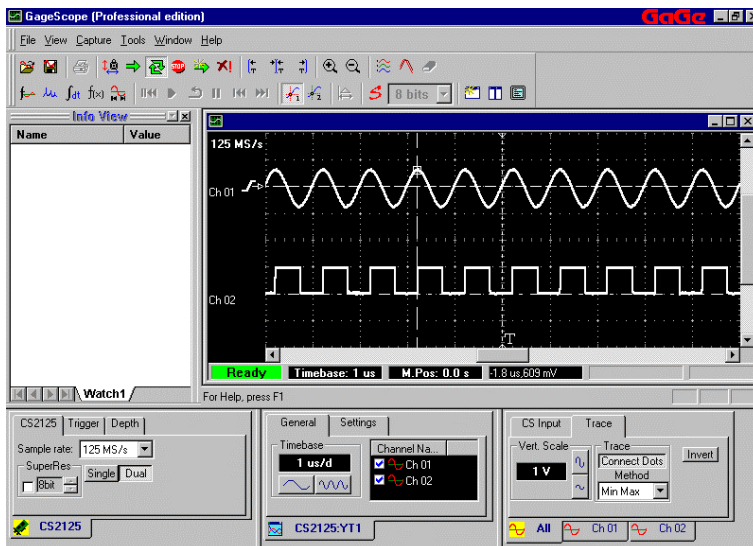 GageScope (Professional edition)
GaGe
File View Capture Tools Window Help
8 bits
Info View
Name Value
Watch1
125 MS/s
Ch 01
Ch 02
T
Ready Timebase: 1 us M.Pos: 0.0 s -1.8 us,609 mV
For Help, press F1
CS2125 Trigger Depth
Sample rate: 125 MS/s
SuperRes
8bit
Single Dual
CS2125
General Settings
Timebase
1 us/d
Channel Na...
Ch 01
Ch 02
CS2125:YT1
CS Input Trace
Vert. Scale
1 V
Trace
Connect Dots
Method
Min Max
Invert
All Ch 01 Ch 02